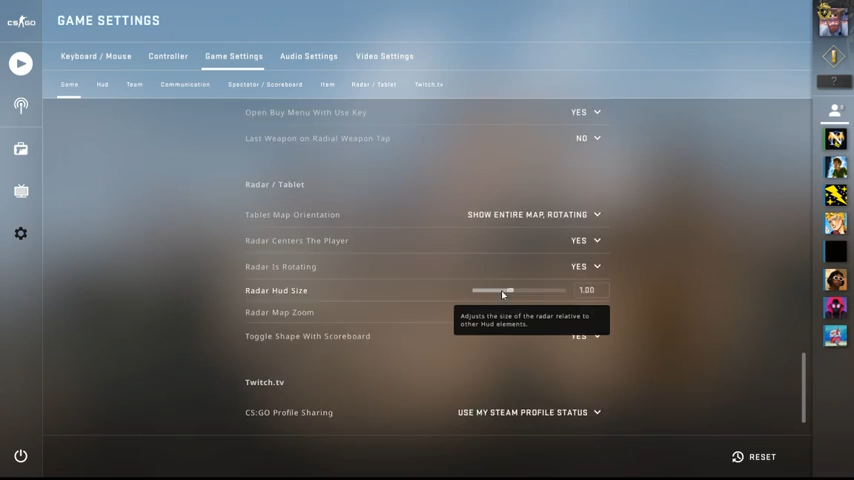 CS:GO
GAME SETTINGS
Keyboard / Mouse
Controller
Game Settings
Audio Settings
Video Settings
Game
Hud
Team
Communication
Spectator / Scoreboard
Item
Radar / Tablet
Twitch.tv
Open Buy Menu With Use Key YES
Last Weapon on Radial Weapon Tap NO
Radar / Tablet
Tablet Map Orientation SHOW ENTIRE MAP, ROTATING
Radar Centers The Player YES
Radar Is Rotating YES
Radar Hud Size 1.00
Radar Map Zoom
Adjusts the size of the radar relative to
other Hud elements.
Toggle Shape With Scoreboard YES
Twitch.tv
CS:GO Profile Sharing USE MY STEAM PROFILE STATUS
RESET